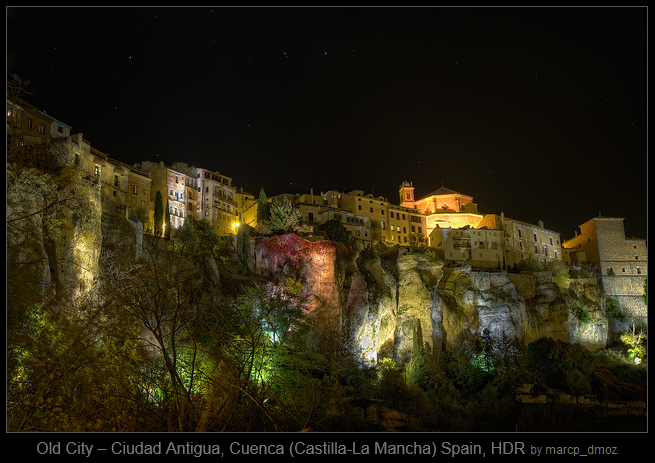 Old City – Ciudad Antigua, Cuenca (Castilla-La Mancha) Spain, HDR by marcp_dmoz